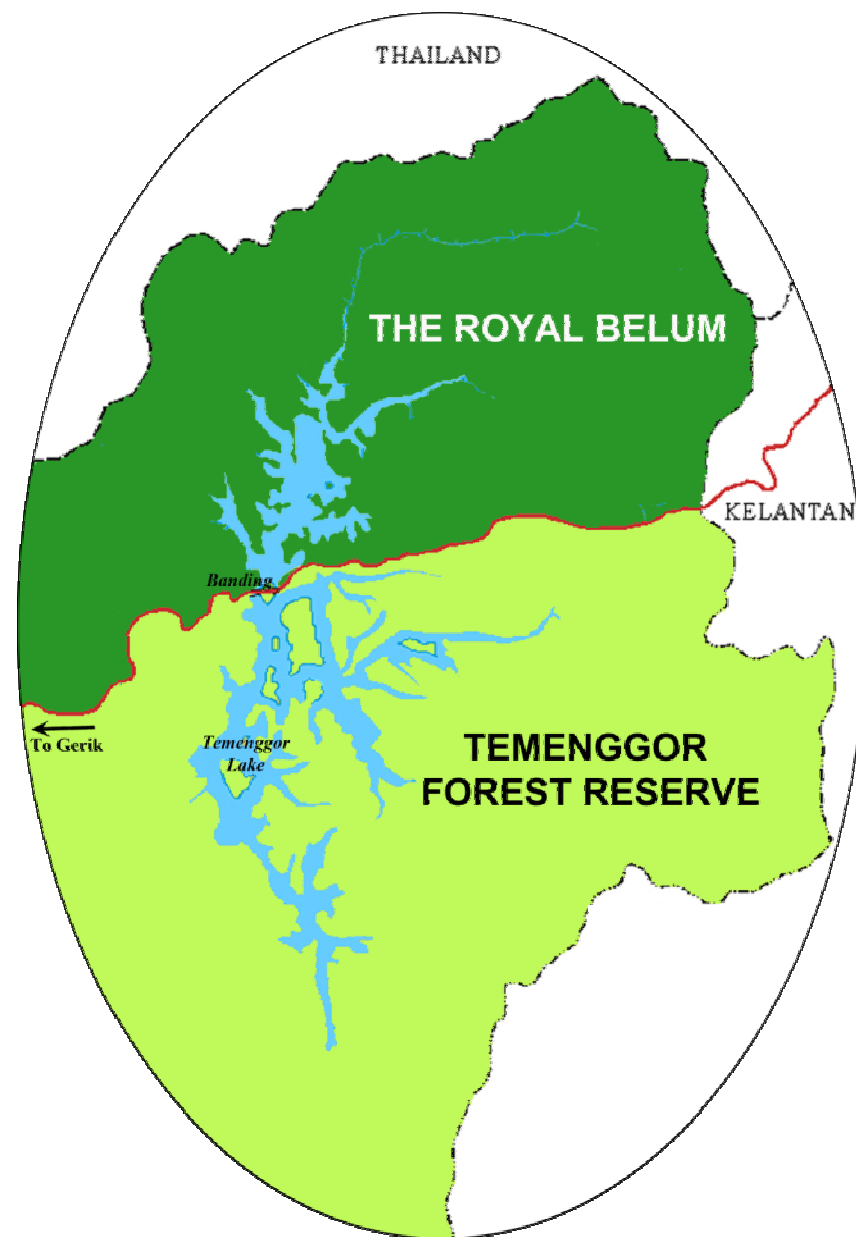 THAILAND
THE ROYAL BELUM
KELANTAN
Banding
To Gerik
Temenggor
Lake
TEMENGGOR
FOREST RESERVE